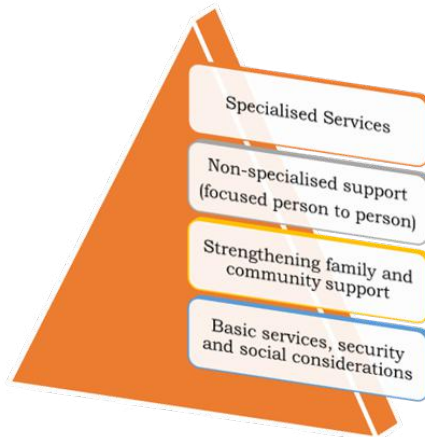 Specialised Services
Non-specialised support
(focused person to person)
Strengthening family and
community support
Basic services, security
and social considerations